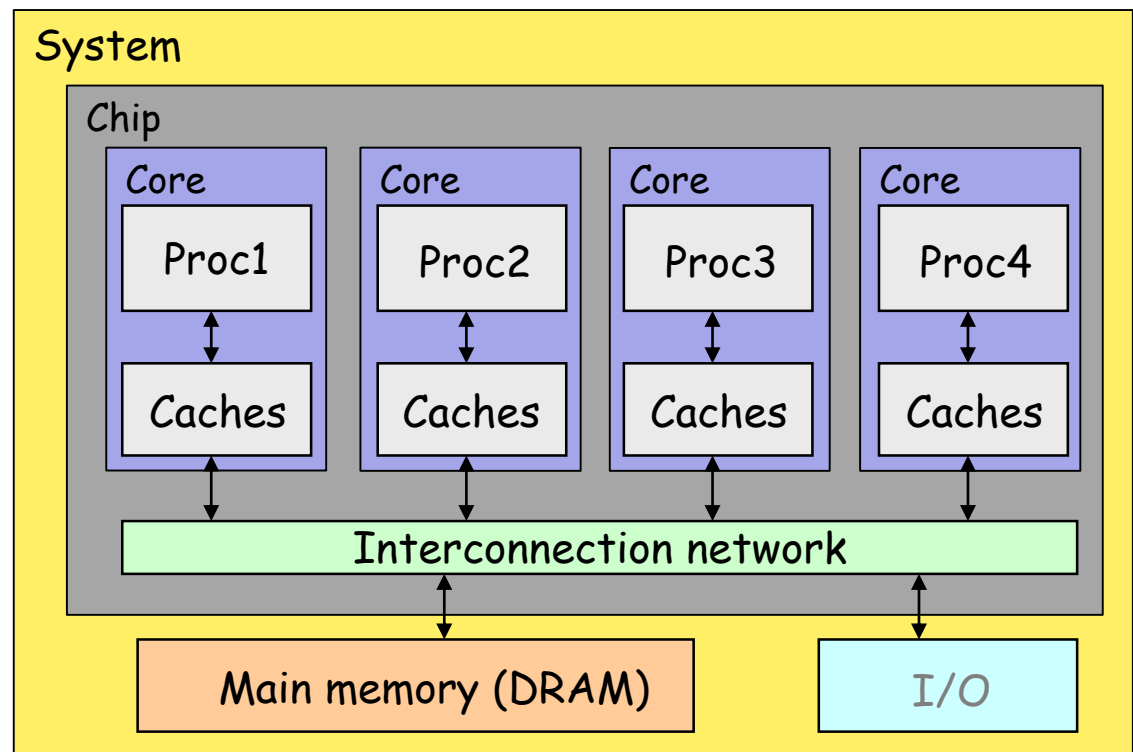 System
Chip
Core
Core
Core
Core
Proc1
Proc2
Proc3
Proc4
Caches
Caches
Caches
Caches
Interconnection network
Main memory (DRAM)
I/O